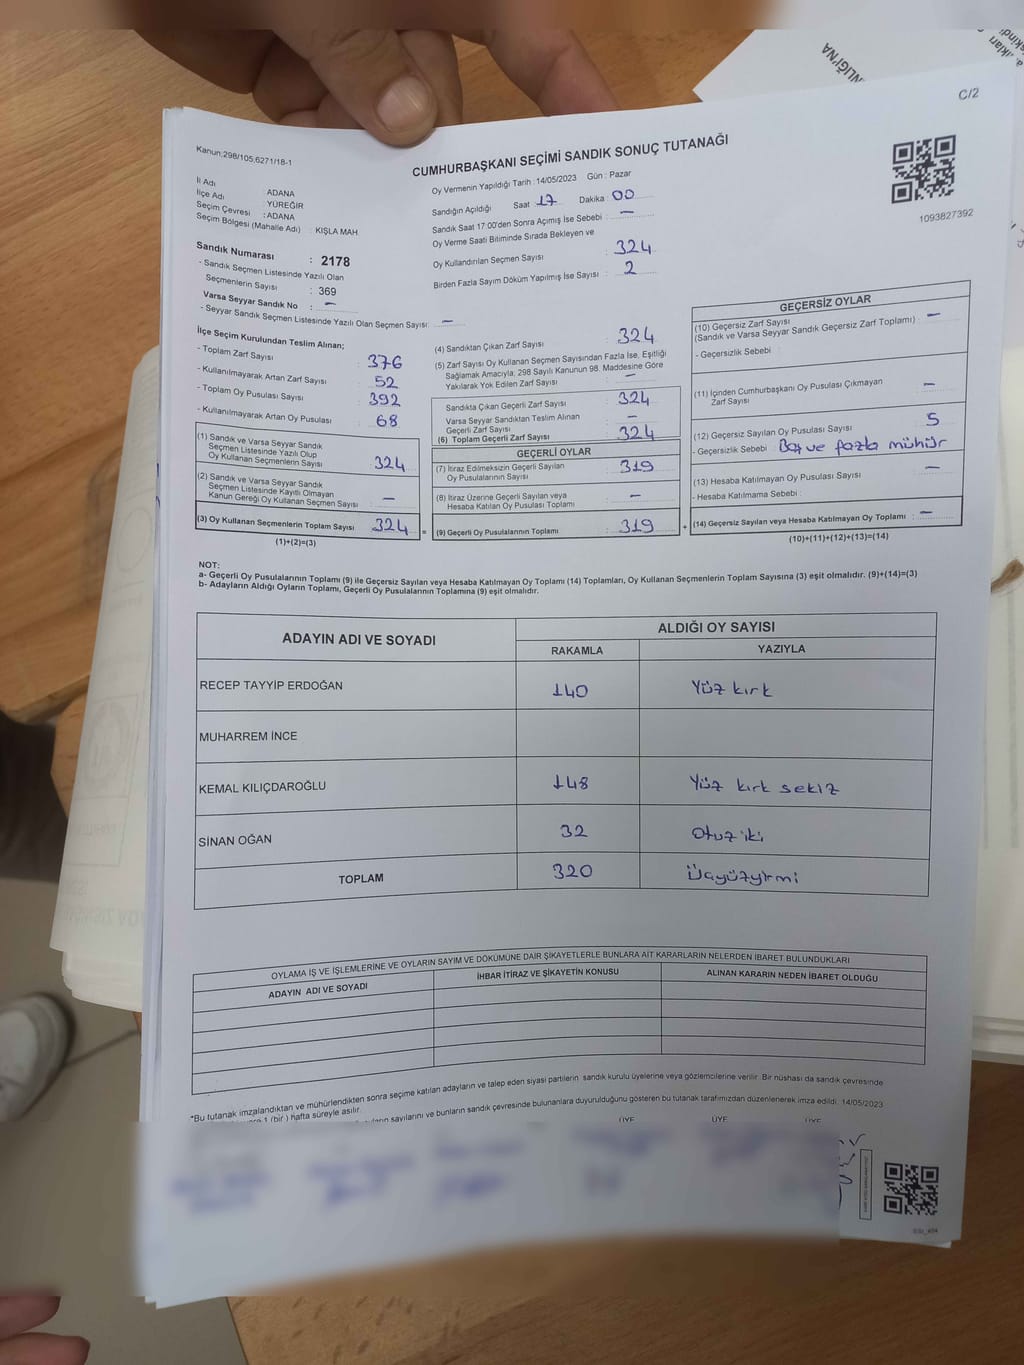 C/2
Kanun:298/105,6271/18-1
CUMHURBAŞKANI SEÇİMİ SANDIK SONUÇ TUTANAĞI
1093827392
İl Adı : ADANA
İlçe Adı : YÜREĞİR
Seçim Çevresi : ADANA
Seçim Bölgesi (Mahalle Adı) : KIŞLA MAH
Sandık Numarası : 2178
- Sandık Seçmen Listesinde Yazılı Olan
Seçmenlerin Sayısı : 369
Varsa Seyyar Sandık No : –
- Seyyar Sandık Seçmen Listesinde Yazılı Olan Seçmen Sayısı: –
Oy Vermenin Yapıldığı Tarih : 14/05/2023 Gün : Pazar
Sandığın Açıldığı Saat 17 Dakika : 00
Sandık Saat 17:00'den Sonra Açımış İse Sebebi : –
Oy Verme Saati Bitiminde Sırada Bekleyen ve
Oy Kullandırılan Seçmen Sayısı : 324
Birden Fazla Sayım Döküm Yapılmış İse Sayısı : 2
İlçe Seçim Kurulundan Teslim Alınan;
- Toplam Zarf Sayısı : 376
- Kullanılmayarak Artan Zarf Sayısı : 52
- Toplam Oy Pusulası Sayısı : 392
- Kullanılmayarak Artan Oy Pusulası : 68
(1) Sandık ve Varsa Seyyar Sandık
Seçmen Listesinde Yazılı Olup
Oy Kullanan Seçmenlerin Sayısı : 324
(2) Sandık ve Varsa Seyyar Sandık
Seçmen Listesinde Kayıtlı Olmayan
Kanun Gereği Oy Kullanan Seçmen Sayısı : –
(3) Oy Kullanan Seçmenlerin Toplam Sayısı : 324 =
(1)+(2)=(3)
(4) Sandıktan Çıkan Zarf Sayısı : 324
(5) Zarf Sayısı Oy Kullanan Seçmen Sayısından Fazla İse, Eşitliği
Sağlamak Amacıyla; 298 Sayılı Kanunun 98. Maddesine Göre
Yakılarak Yok Edilen Zarf Sayısı : –
Sandıkta Çıkan Geçerli Zarf Sayısı : 324
Varsa Seyyar Sandıktan Teslim Alınan
Geçerli Zarf Sayısı : –
(6) Toplam Geçerli Zarf Sayısı : 324
GEÇERLİ OYLAR
(7) İtiraz Edilmeksizin Geçerli Sayılan
Oy Pusulasının Sayısı : 319
(8) İtiraz Üzerine Geçerli Sayılan veya
Hesaba Katılan Oy Pusulası Toplamı : –
(9) Geçerli Oy Pusulalarının Toplamı : 319 +
GEÇERSİZ OYLAR
(10) Geçersiz Zarf Sayısı
(Sandık ve Varsa Seyyar Sandık Geçersiz Zarf Toplamı) : –
- Geçersizlik Sebebi :
(11) İçinden Cumhurbaşkanı Oy Pusulası Çıkmayan
Zarf Sayısı : –
(12) Geçersiz Sayılan Oy Pusulası Sayısı : 5
- Geçersizlik Sebebi : Boş ve fazla mühür
(13) Hesaba Katılmayan Oy Pusulası Sayısı : –
- Hesaba Katılmama Sebebi :
(14) Geçersiz Sayılan veya Hesaba Katılmayan Oy Toplamı : –
(10)+(11)+(12)+(13)=(14)
NOT:
a- Geçerli Oy Pusulalarının Toplamı (9) ile Geçersiz Sayılan veya Hesaba Katılmayan Oy Toplamı (14) Toplamları, Oy Kullanan Seçmenlerin Toplam Sayısına (3) eşit olmalıdır. (9)+(14)=(3)
b- Adayların Aldığı Oyların Toplamı, Geçerli Oy Pusulalarının Toplamına (9) eşit olmalıdır.
ADAYIN ADI VE SOYADI ALDIĞI OY SAYISI
RAKAMLA YAZIYLA
RECEP TAYYİP ERDOĞAN 140 Yüz kırk
MUHARREM İNCE
KEMAL KILIÇDAROĞLU 148 Yüz kırk sekiz
SİNAN OĞAN 32 Otuz iki
TOPLAM 320 Üçyüzyirmi
OYLAMA İŞ VE İŞLEMLERİNE VE OYLARIN SAYIM VE DÖKÜMÜNE DAİR ŞİKAYETLERLE BUNLARA AİT KARARLARIN NELERDEN İBARET BULUNDUKLARI
ADAYIN ADI VE SOYADI İHBAR İTİRAZ VE ŞİKAYETİN KONUSU ALINAN KARARIN NEDEN İBARET OLDUĞU
*Bu tutanak imzalandıktan ve mühürlendikten sonra seçime katılan adayların ve talep eden siyasi partilerin sandık kurulu üyelerine veya gözlemcilerine verilir. Bir nüshası da sandık çevresinde
1 (bir) hafta süreyle asılır.
sayılarını ve bunların sandık çevresinde bulunanlara duyurulduğunu gösteren bu tutanak tarafımızdan düzenlenerek imza edildi. 14/05/2023
ÜYE ÜYE ÜYE